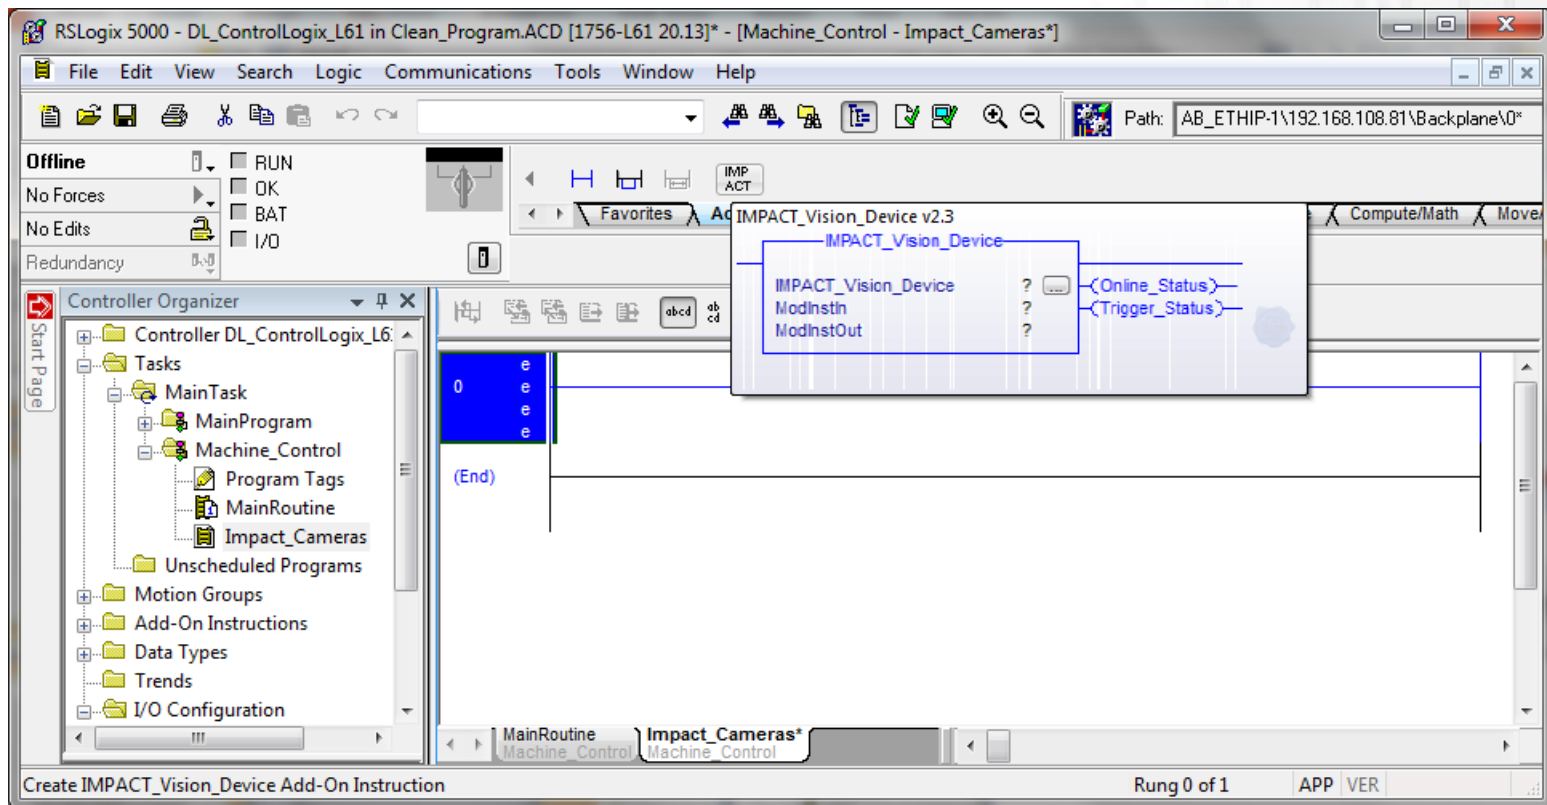 RSLogix 5000 - DL_ControlLogix_L61 in Clean_Program.ACD [1756-L61 20.13]* - [Machine_Control - Impact_Cameras*]
File Edit View Search Logic Communications Tools Window Help
Path: AB_ETHIP-1\192.168.108.81\Backplane\0*
Offline
RUN
No Forces
OK
No Edits
BAT
I/O
Redundancy
IMP
ACT
Favorites
Compute/Math
Move/
IMPACT_Vision_Device v2.3
IMPACT_Vision_Device
IMPACT_Vision_Device ? ... (Online_Status)
ModInstIn ? (Trigger_Status)
ModInstOut ?
Start Page
Controller Organizer
Controller DL_ControlLogix_L6
Tasks
MainTask
MainProgram
Machine_Control
Program Tags
MainRoutine
Impact_Cameras
Unscheduled Programs
Motion Groups
Add-On Instructions
Data Types
Trends
I/O Configuration
abcd
ab
cd
0
e
e
e
e
(End)
MainRoutine
Machine_Control
Impact_Cameras*
Machine_Control
Create IMPACT_Vision_Device Add-On Instruction
Rung 0 of 1
APP VER